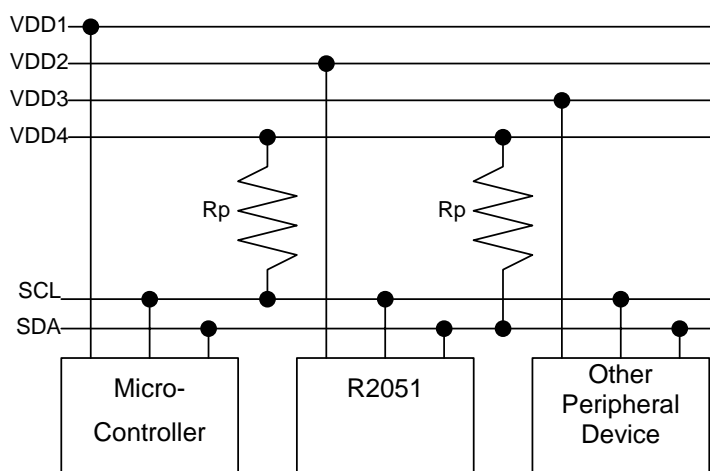 VDD1
VDD2
VDD3
VDD4
Rp
Rp
SCL
SDA
Micro-
Controller
R2051
Other
Peripheral
Device